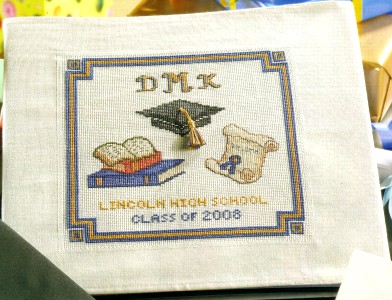 DMK
LINCOLN HIGH SCHOOL
CLASS OF 2008